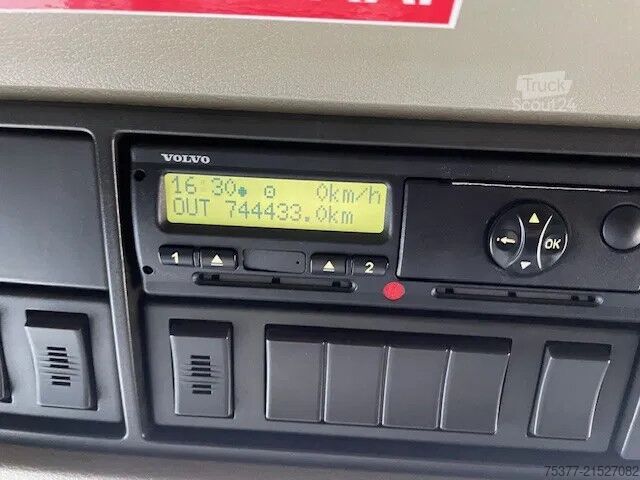 Truck
Scout24
VOLVO
16:30 0km/h
OUT 744433.0km
1 2
OK
75377-21527082